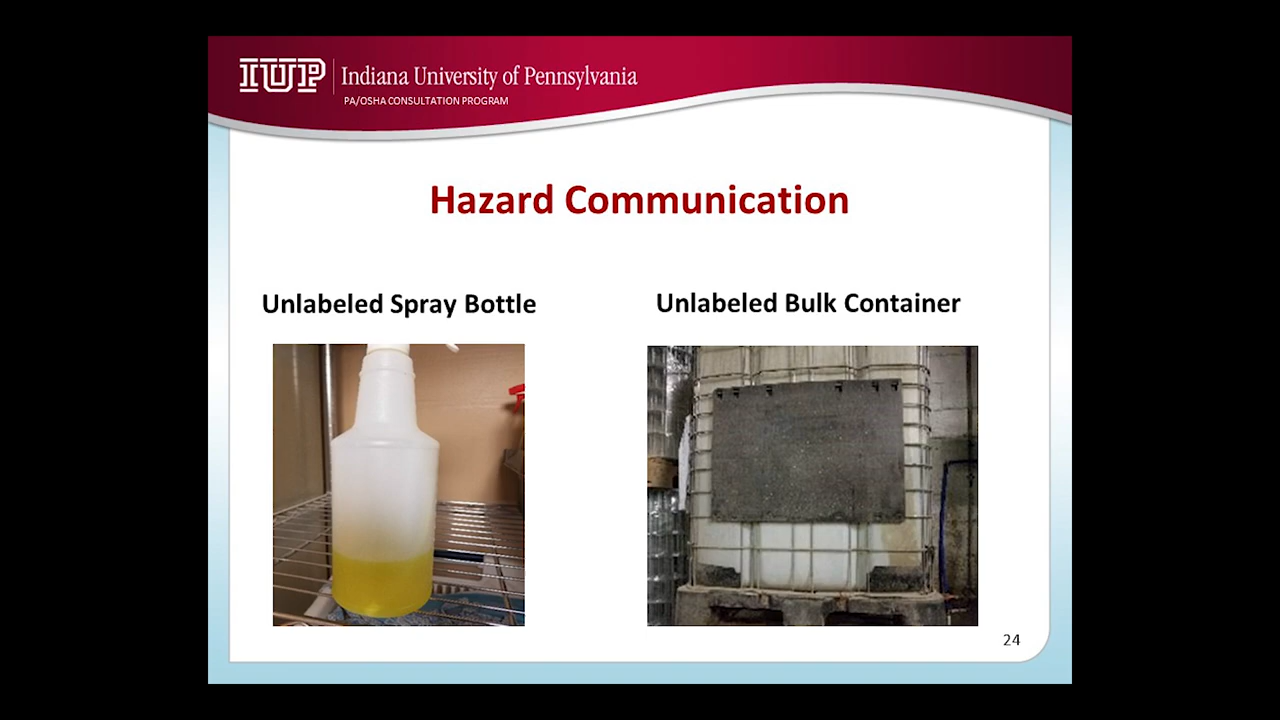 IUP
Indiana University of Pennsylvania
PA/OSHA CONSULTATION PROGRAM
Hazard Communication
Unlabeled Spray Bottle
Unlabeled Bulk Container
24